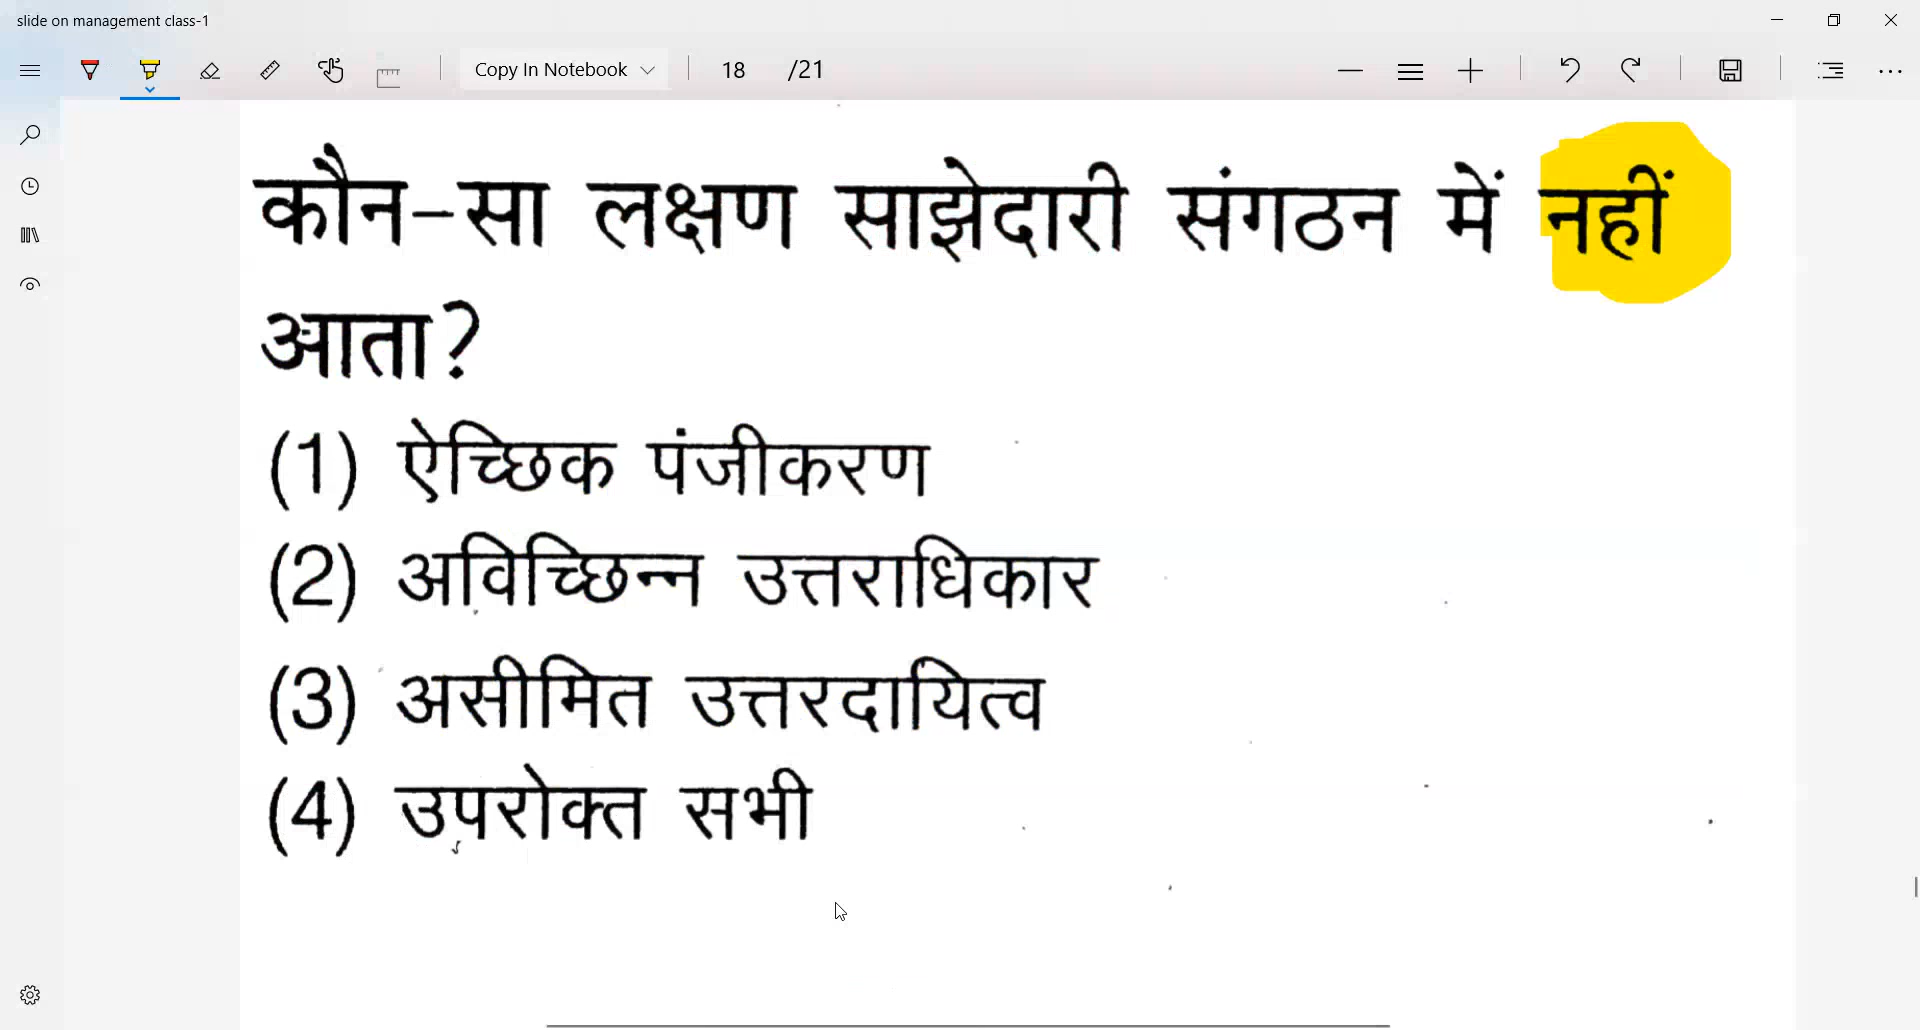 slide on management class-1
Copy In Notebook 18 /21
कौन-सा लक्षण साझेदारी संगठन में नहीं
आता?
(1) ऐच्छिक पंजीकरण
(2) अविच्छिन्न उत्तराधिकार
(3) असीमित उत्तरदायित्व
(4) उपरोक्त सभी